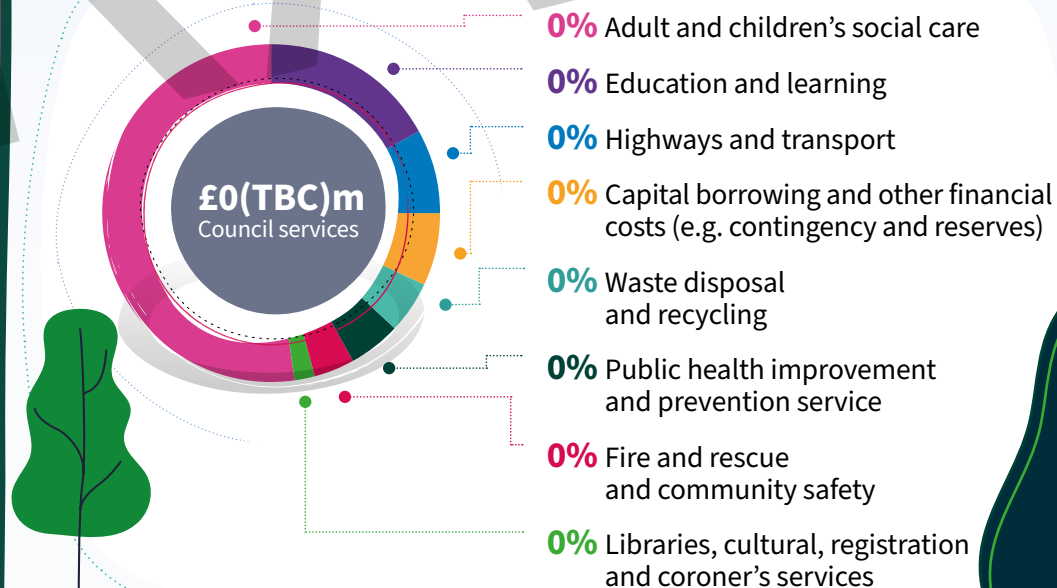 £0(TBC)m
Council services
0% Adult and children’s social care
0% Education and learning
0% Highways and transport
0% Capital borrowing and other financial
costs (e.g. contingency and reserves)
0% Waste disposal
and recycling
0% Public health improvement
and prevention service
0% Fire and rescue
and community safety
0% Libraries, cultural, registration
and coroner’s services